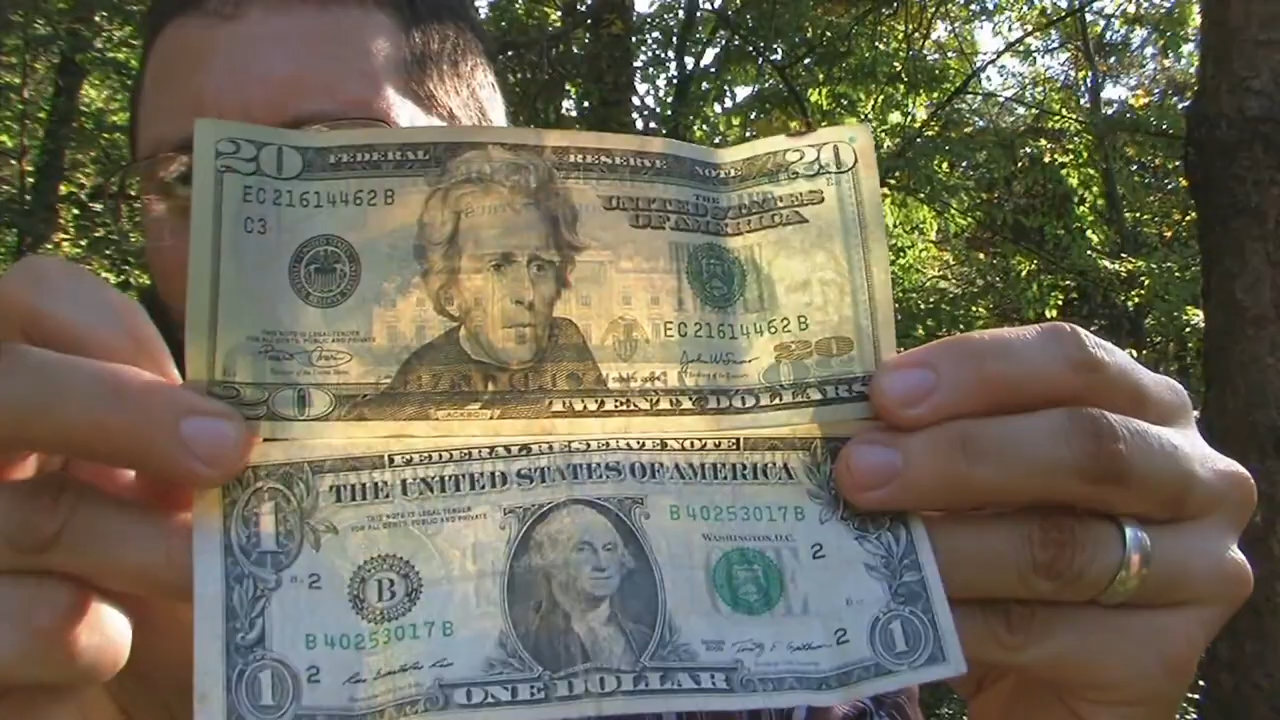 20 FEDERAL RESERVE NOTE 20
EC 21614462 B
THE
UNITED STATES
OF AMERICA
C3
EC 21614462 B
THIS NOTE IS LEGAL TENDER
FOR ALL DEBTS, PUBLIC AND PRIVATE
20
20
JACKSON
TWENTY DOLLARS
FEDERAL RESERVE NOTE
THE UNITED STATES OF AMERICA
1
THIS NOTE IS LEGAL TENDER
FOR ALL DEBTS, PUBLIC AND PRIVATE
B 40253017 B
WASHINGTON, D.C.
2
2
B
B 40253017 B
2
2
1
1
ONE DOLLAR